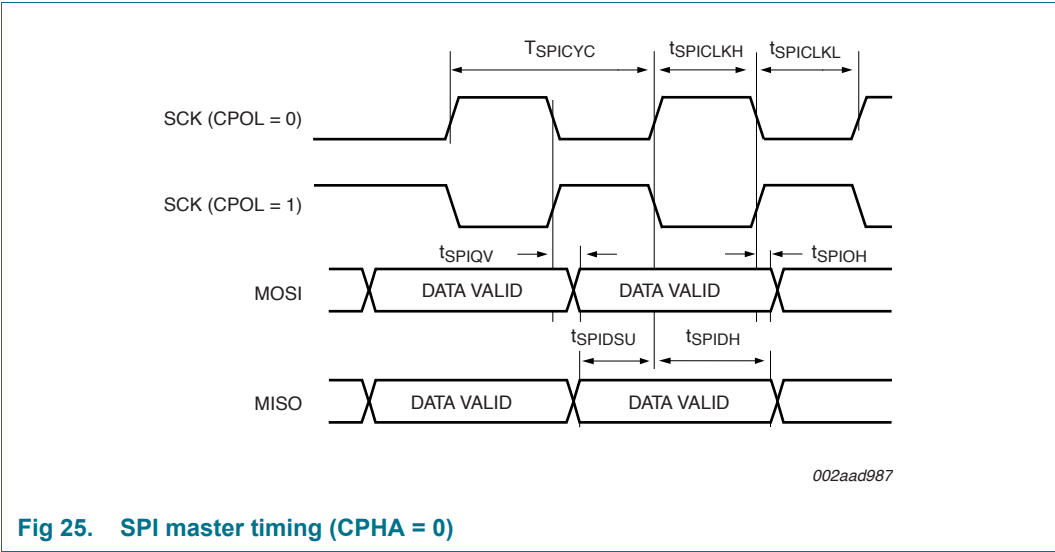 TSPICYC tSPICLKH tSPICLKL
SCK (CPOL = 0)
SCK (CPOL = 1)
tSPIQV tSPIOH
MOSI DATA VALID DATA VALID
tSPIDSU tSPIDH
MISO DATA VALID DATA VALID
002aad987
Fig 25. SPI master timing (CPHA = 0)